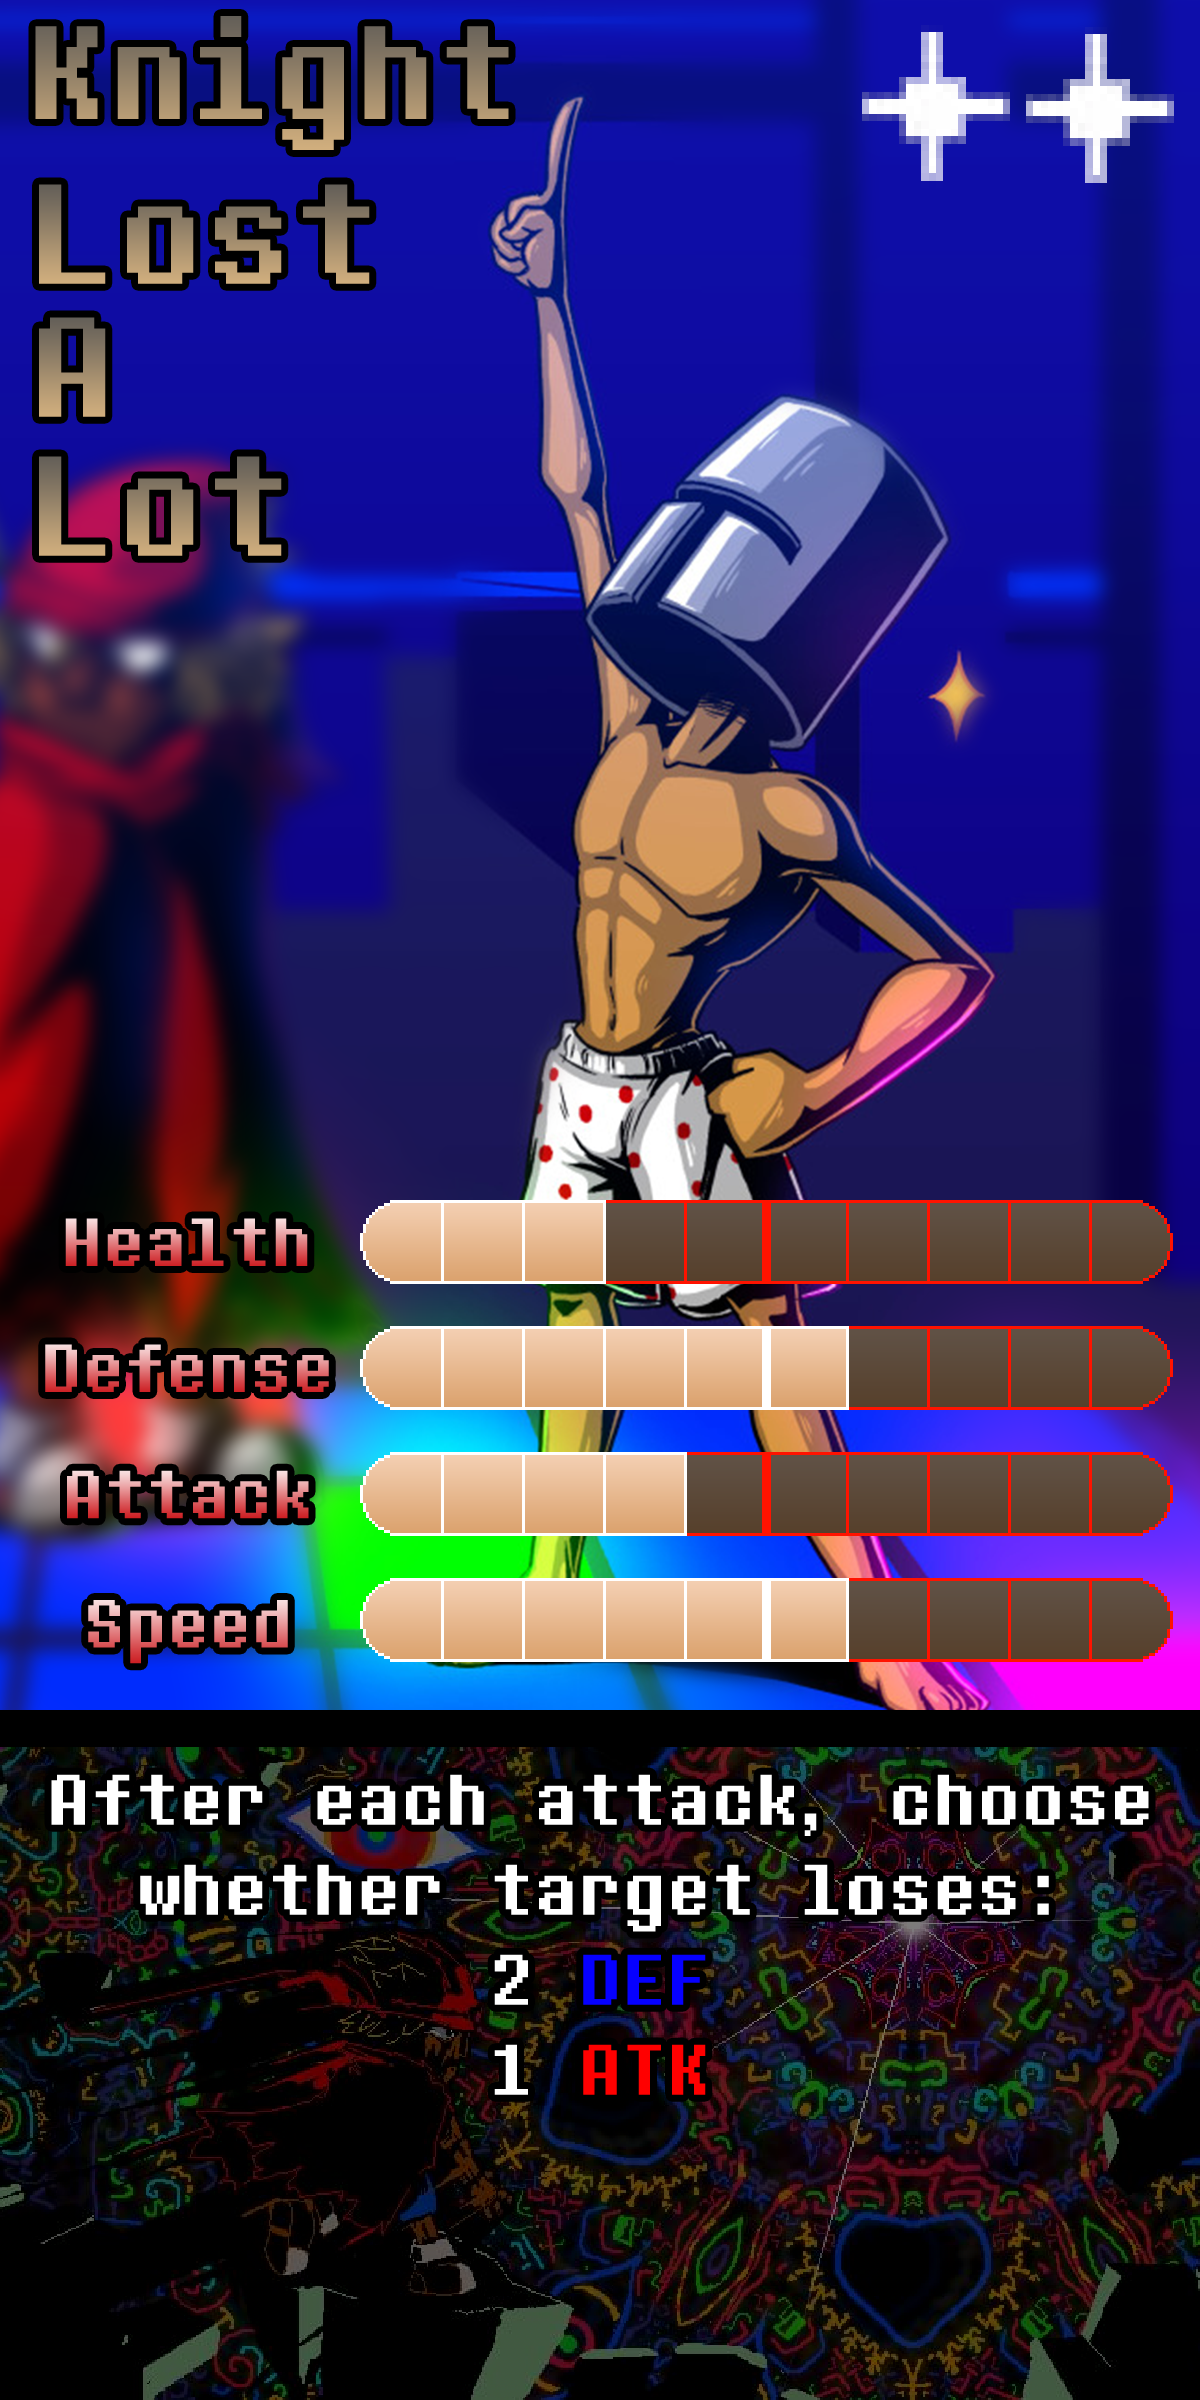 Knight
Lost
A
Lot
Health
Defense
Attack
Speed
After each attack, choose
whether target loses:
2 DEF
1 ATK